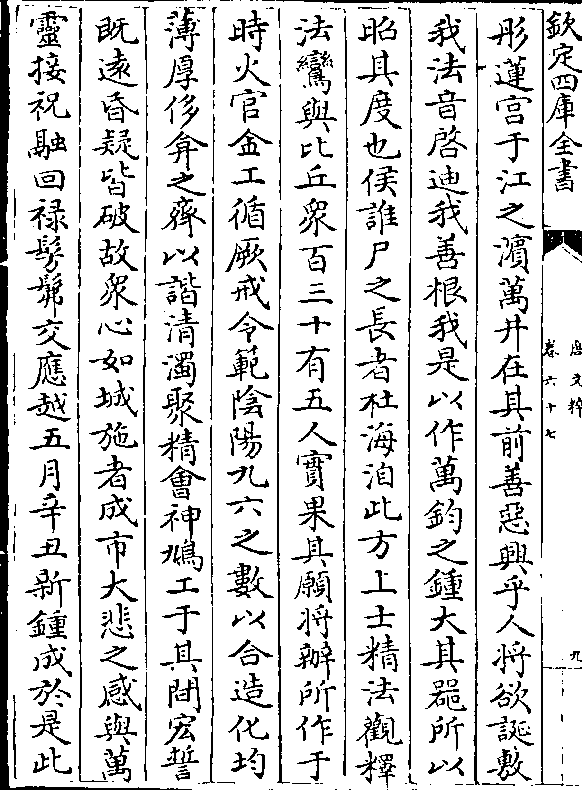 欽定四庫全書
唐文粹
卷六十七
九
彤蓮宫于江之濵萬井在其前善惡興乎人將欲誕敷
我法音啓迪我善根我是以作萬鈞之鍾大其噐所以
昭其度也侯誰尸之長者杜海洎此方上士精法觀釋
法鸞與比丘衆百三十有五人實果其願將辦所作于
時火官金工循厥戒令範陰陽九六之數以合造化均
薄厚侈弇之齊以諧清濁聚精會神鳩工于其間宏誓
既遠昏疑皆破故衆心如城施者成市大悲之感與萬
靈接祝融回禄髣髴交應越五月辛丑新鍾成於是此